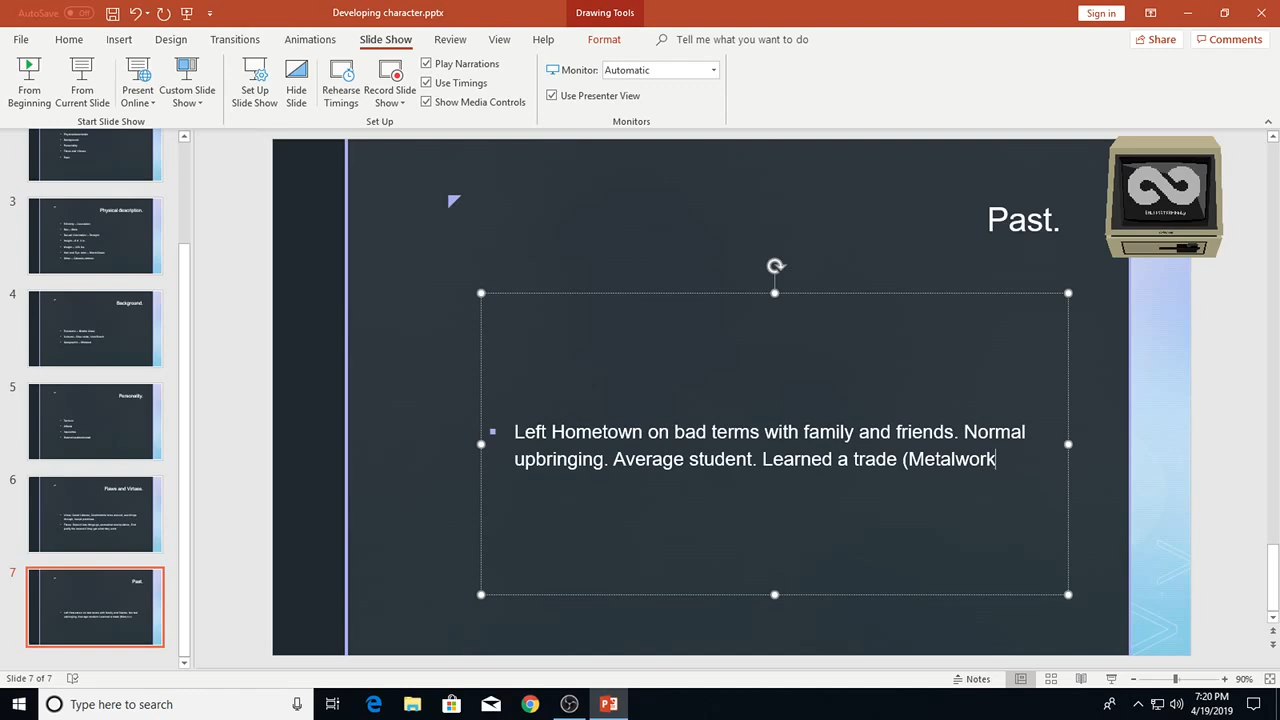 AutoSave Off
Developing character.pptx
Drawing Tools
Sign in
File Home Insert Design Transitions Animations Slide Show Review View Help Format Tell me what you want to do Share Comments
From Beginning
From Current Slide
Present Online
Custom Slide Show
Start Slide Show
Set Up Slide Show
Hide Slide
Rehearse Timings
Record Slide Show
Play Narrations
Use Timings
Show Media Controls
Set Up
Monitor: Automatic
Use Presenter View
Monitors
3
Physical description.
4
Background.
5
Personality.
6
Flaws and Virtues.
7
Past.
Past.
Left Hometown on bad terms with family and friends. Normal
upbringing. Average student. Learned a trade (Metalwork
Slide 7 of 7
Notes
90%
Type here to search
7:20 PM
4/19/2019